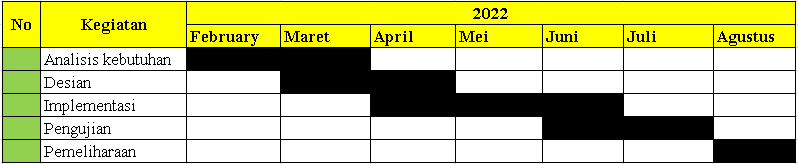 No Kegiatan 2022
February Maret April Mei Juni Juli Agustus
Analisis kebutuhan
Desian
Implementasi
Pengujian
Pemeliharaan